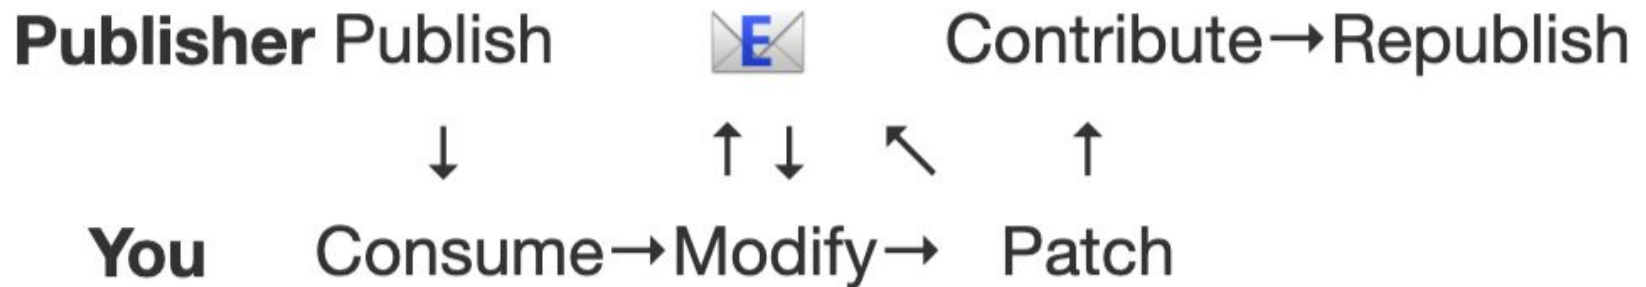 Publisher Publish E Contribute→Republish
↓ ↑ ↓ ↖ ↑
You Consume→Modify→ Patch